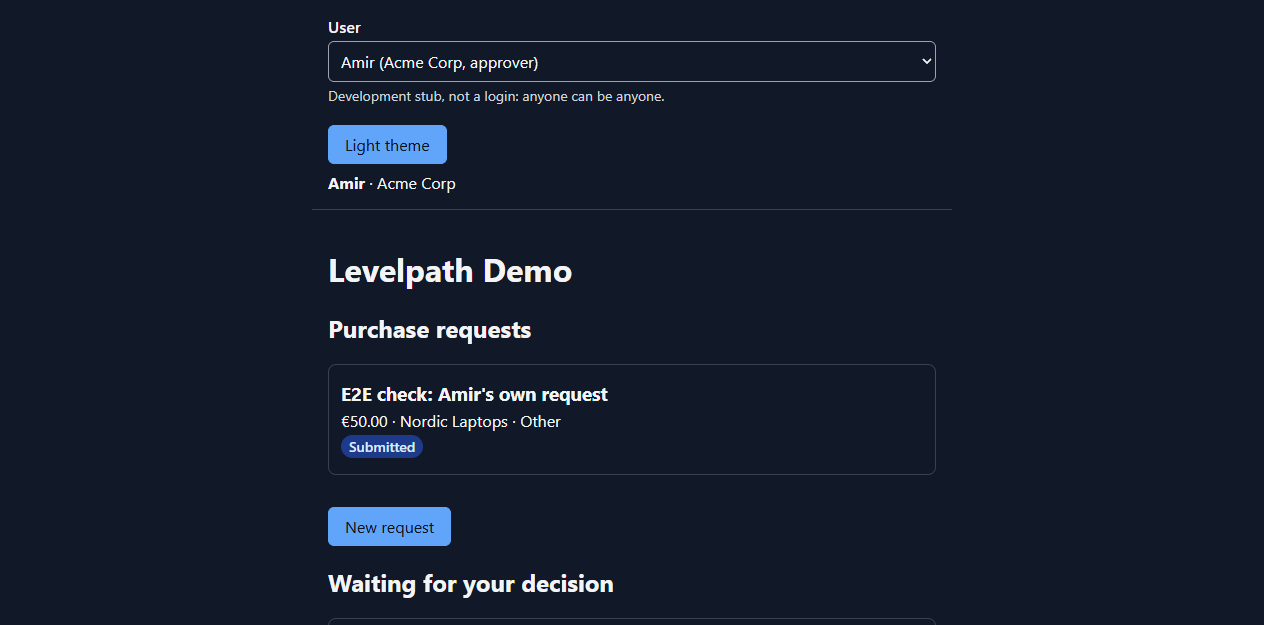 User
Amir (Acme Corp, approver)
Development stub, not a login: anyone can be anyone.
Light theme
Amir · Acme Corp
Levelpath Demo
Purchase requests
E2E check: Amir's own request
€50.00 · Nordic Laptops · Other
Submitted
New request
Waiting for your decision